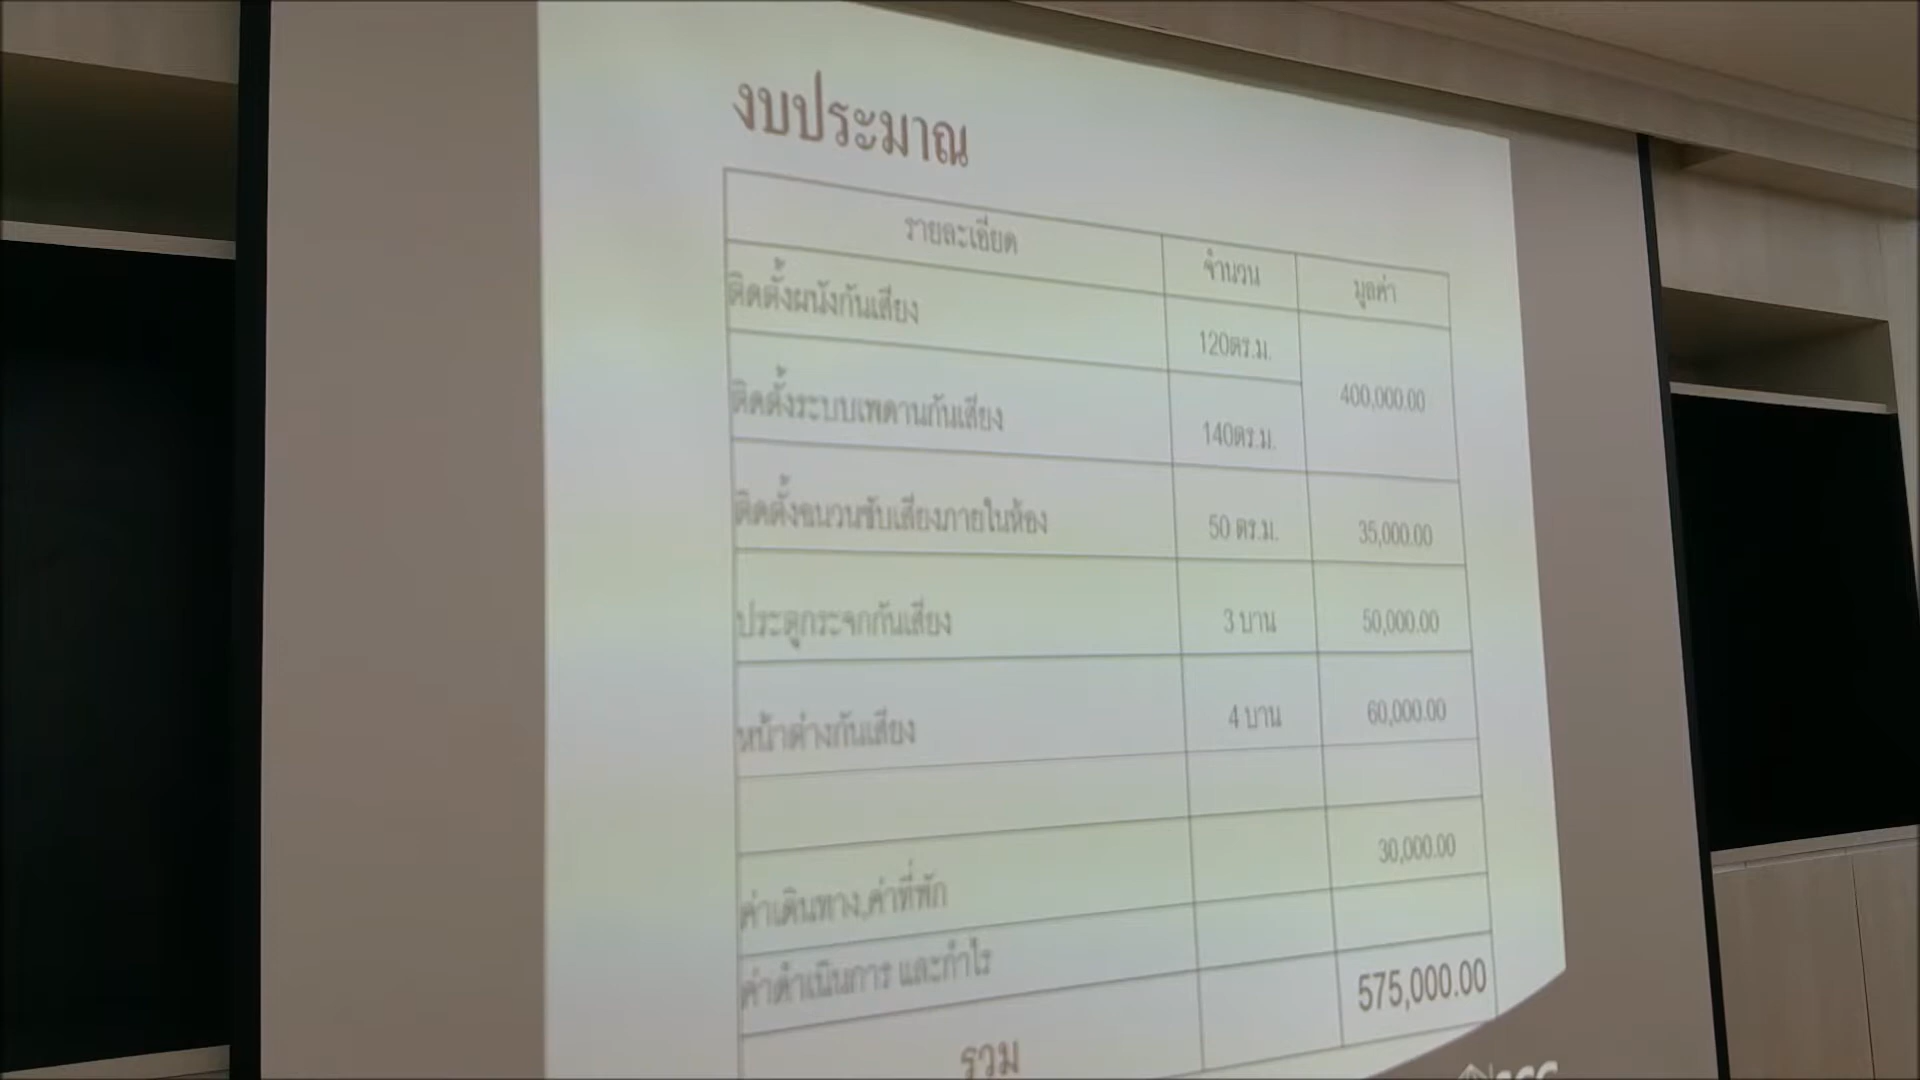 งบประมาณ
รายละเอียด จำนวน มูลค่า
ติดตั้งผนังกันเสียง 120ตร.ม. 400,000.00
ติดตั้งระบบเพดานกันเสียง 140ตร.ม.
ติดตั้งฉนวนซับเสียงภายในห้อง 50 ตร.ม. 35,000.00
ประตูกระจกกันเสียง 3 บาน 50,000.00
หน้าต่างกันเสียง 4 บาน 60,000.00
ค่าเดินทาง,ค่าที่พัก 30,000.00
ค่าดำเนินการ และกำไร
รวม 575,000.00